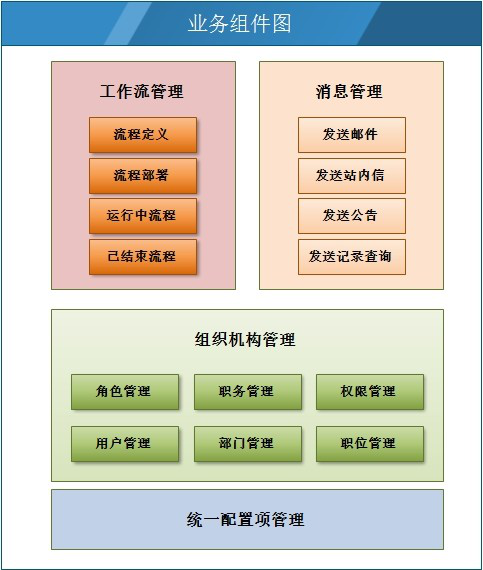 业务组件图
工作流管理
流程定义
流程部署
运行中流程
已结束流程
消息管理
发送邮件
发送站内信
发送公告
发送记录查询
组织机构管理
角色管理
职务管理
权限管理
用户管理
部门管理
职位管理
统一配置项管理